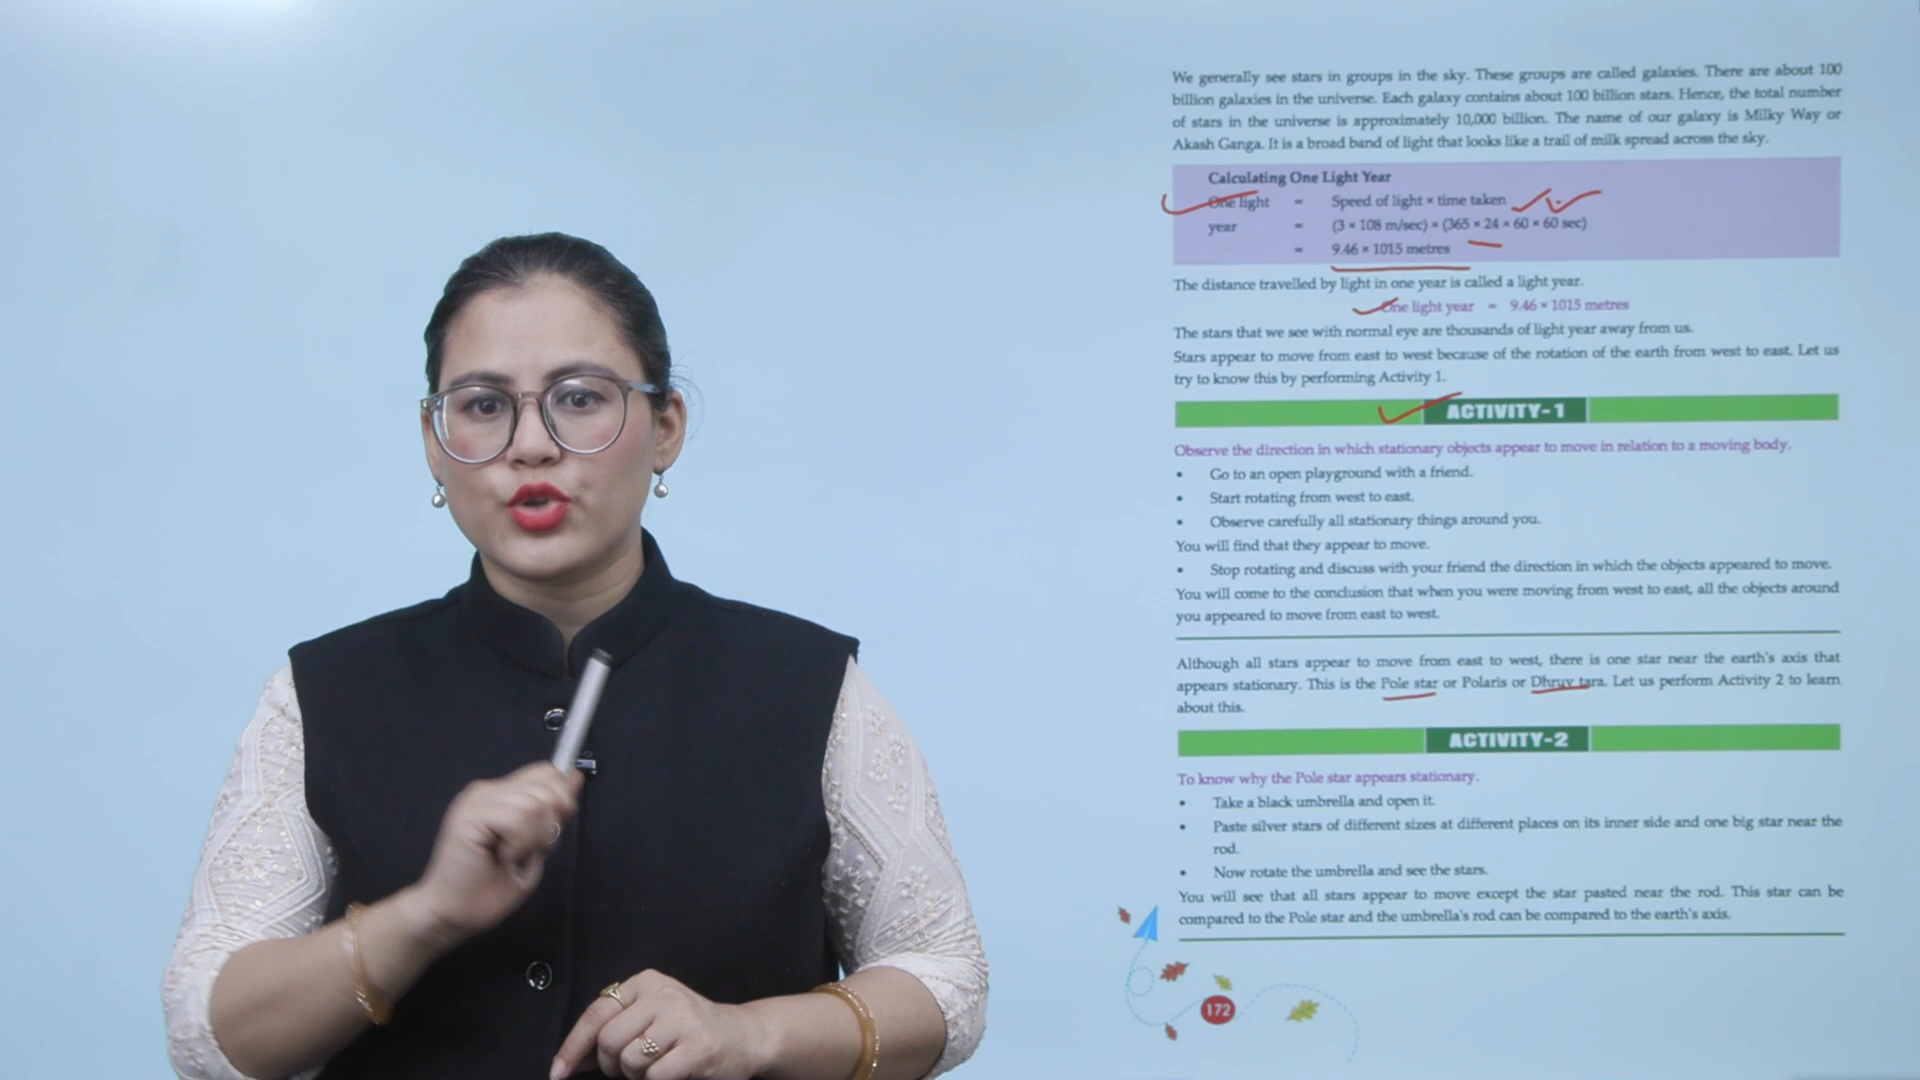 We generally see stars in groups in the sky. These groups are called galaxies. There are about 100
billion galaxies in the universe. Each galaxy contains about 100 billion stars. Hence, the total number
of stars in the universe is approximately 10,000 billion. The name of our galaxy is Milky Way or
Akash Ganga. It is a broad band of light that looks like a trail of milk spread across the sky.
Calculating One Light Year
One light = Speed of light × time taken
year = (3 × 108 m/sec) × (365 × 24 × 60 × 60 sec)
= 9.46 × 1015 metres
The distance travelled by light in one year is called a light year.
One light year = 9.46 × 1015 metres
The stars that we see with normal eye are thousands of light year away from us.
Stars appear to move from east to west because of the rotation of the earth from west to east. Let us
try to know this by performing Activity 1.
ACTIVITY-1
Observe the direction in which stationary objects appear to move in relation to a moving body.
• Go to an open playground with a friend.
• Start rotating from west to east.
• Observe carefully all stationary things around you.
You will find that they appear to move.
• Stop rotating and discuss with your friend the direction in which the objects appeared to move.
You will come to the conclusion that when you were moving from west to east, all the objects around
you appeared to move from east to west.
Although all stars appear to move from east to west, there is one star near the earth's axis that
appears stationary. This is the Pole star or Polaris or Dhruv tara. Let us perform Activity 2 to learn
about this.
ACTIVITY-2
To know why the Pole star appears stationary.
• Take a black umbrella and open it.
• Paste silver stars of different sizes at different places on its inner side and one big star near the
rod.
• Now rotate the umbrella and see the stars.
You will see that all stars appear to move except the star pasted near the rod. This star can be
compared to the Pole star and the umbrella's rod can be compared to the earth's axis.
172